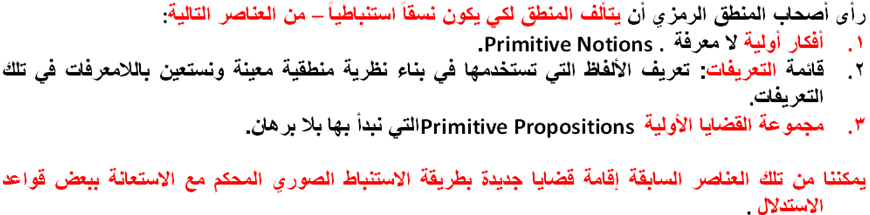 رأى أصحاب المنطق الرمزي أن يتألف المنطق لكي يكون نسقاً استنباطياً – من العناصر التالية:
١. أفكار أولية لا معرفة . Primitive Notions.
٢. قائمة التعريفات: تعريف الألفاظ التي تستخدمها في بناء نظرية منطقية معينة ونستعين باللامعرفات في تلك
التعريفات.
٣. مجموعة القضايا الأولية Primitive Propositionsالتي نبدأ بها بلا برهان.
يمكننا من تلك العناصر السابقة إقامة قضايا جديدة بطريقة الاستنباط الصوري المحكم مع الاستعانة ببعض قواعد
الاستدلال .